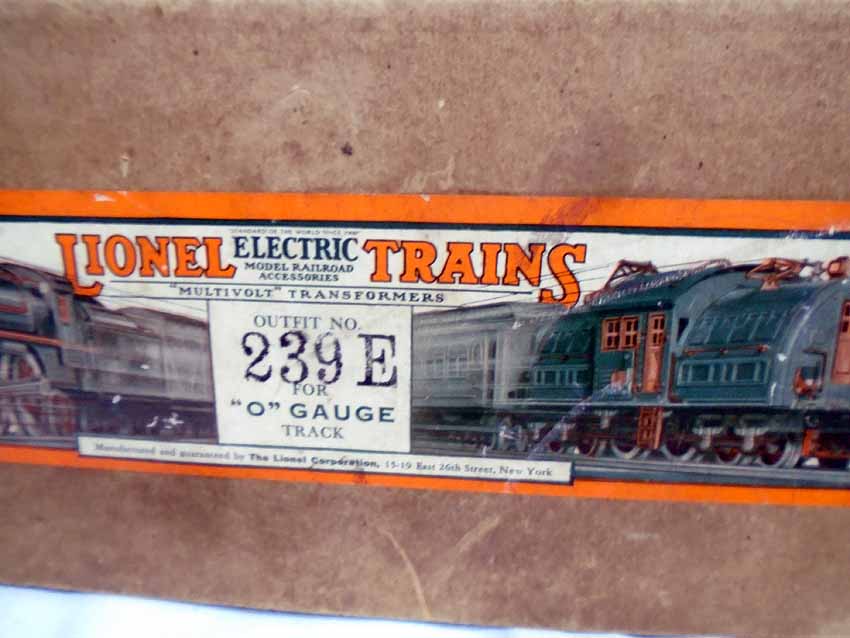 "STANDARD OF THE WORLD SINCE 1900"
LIONEL ELECTRIC TRAINS
MODEL RAILROAD
ACCESSORIES
"MULTIVOLT" TRANSFORMERS
OUTFIT NO.
239E
FOR
"O" GAUGE
TRACK
Manufactured and guaranteed by The Lionel Corporation, 15-19 East 26th Street, New York